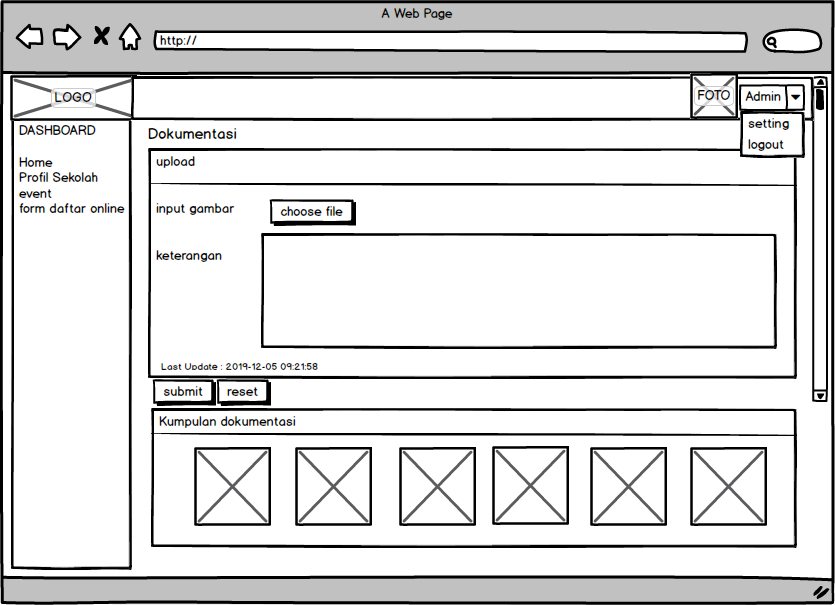 A Web Page
http://
LOGO
FOTO
Admin
setting
logout
DASHBOARD
Home
Profil Sekolah
event
form daftar online
Dokumentasi
upload
input gambar
choose file
keterangan
Last Update : 2019-12-05 09:21:58
submit
reset
Kumpulan dokumentasi